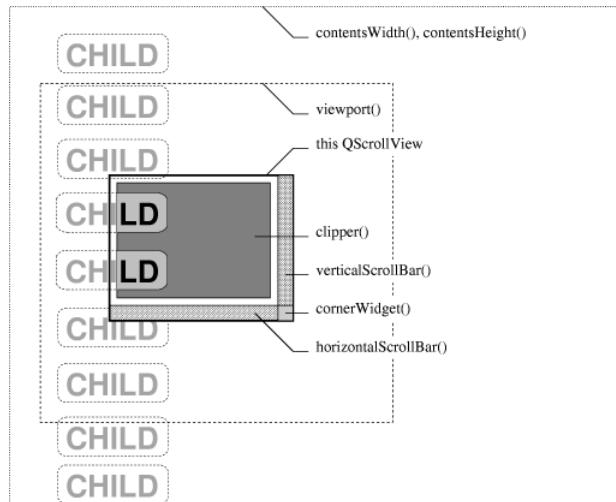 contentsWidth(), contentsHeight()
CHILD
CHILD
viewport()
this QScrollView
CHILD
CHILD
clipper()
CHILD
verticalScrollBar()
cornerWidget()
CHILD
horizontalScrollBar()
CHILD
CHILD
CHILD